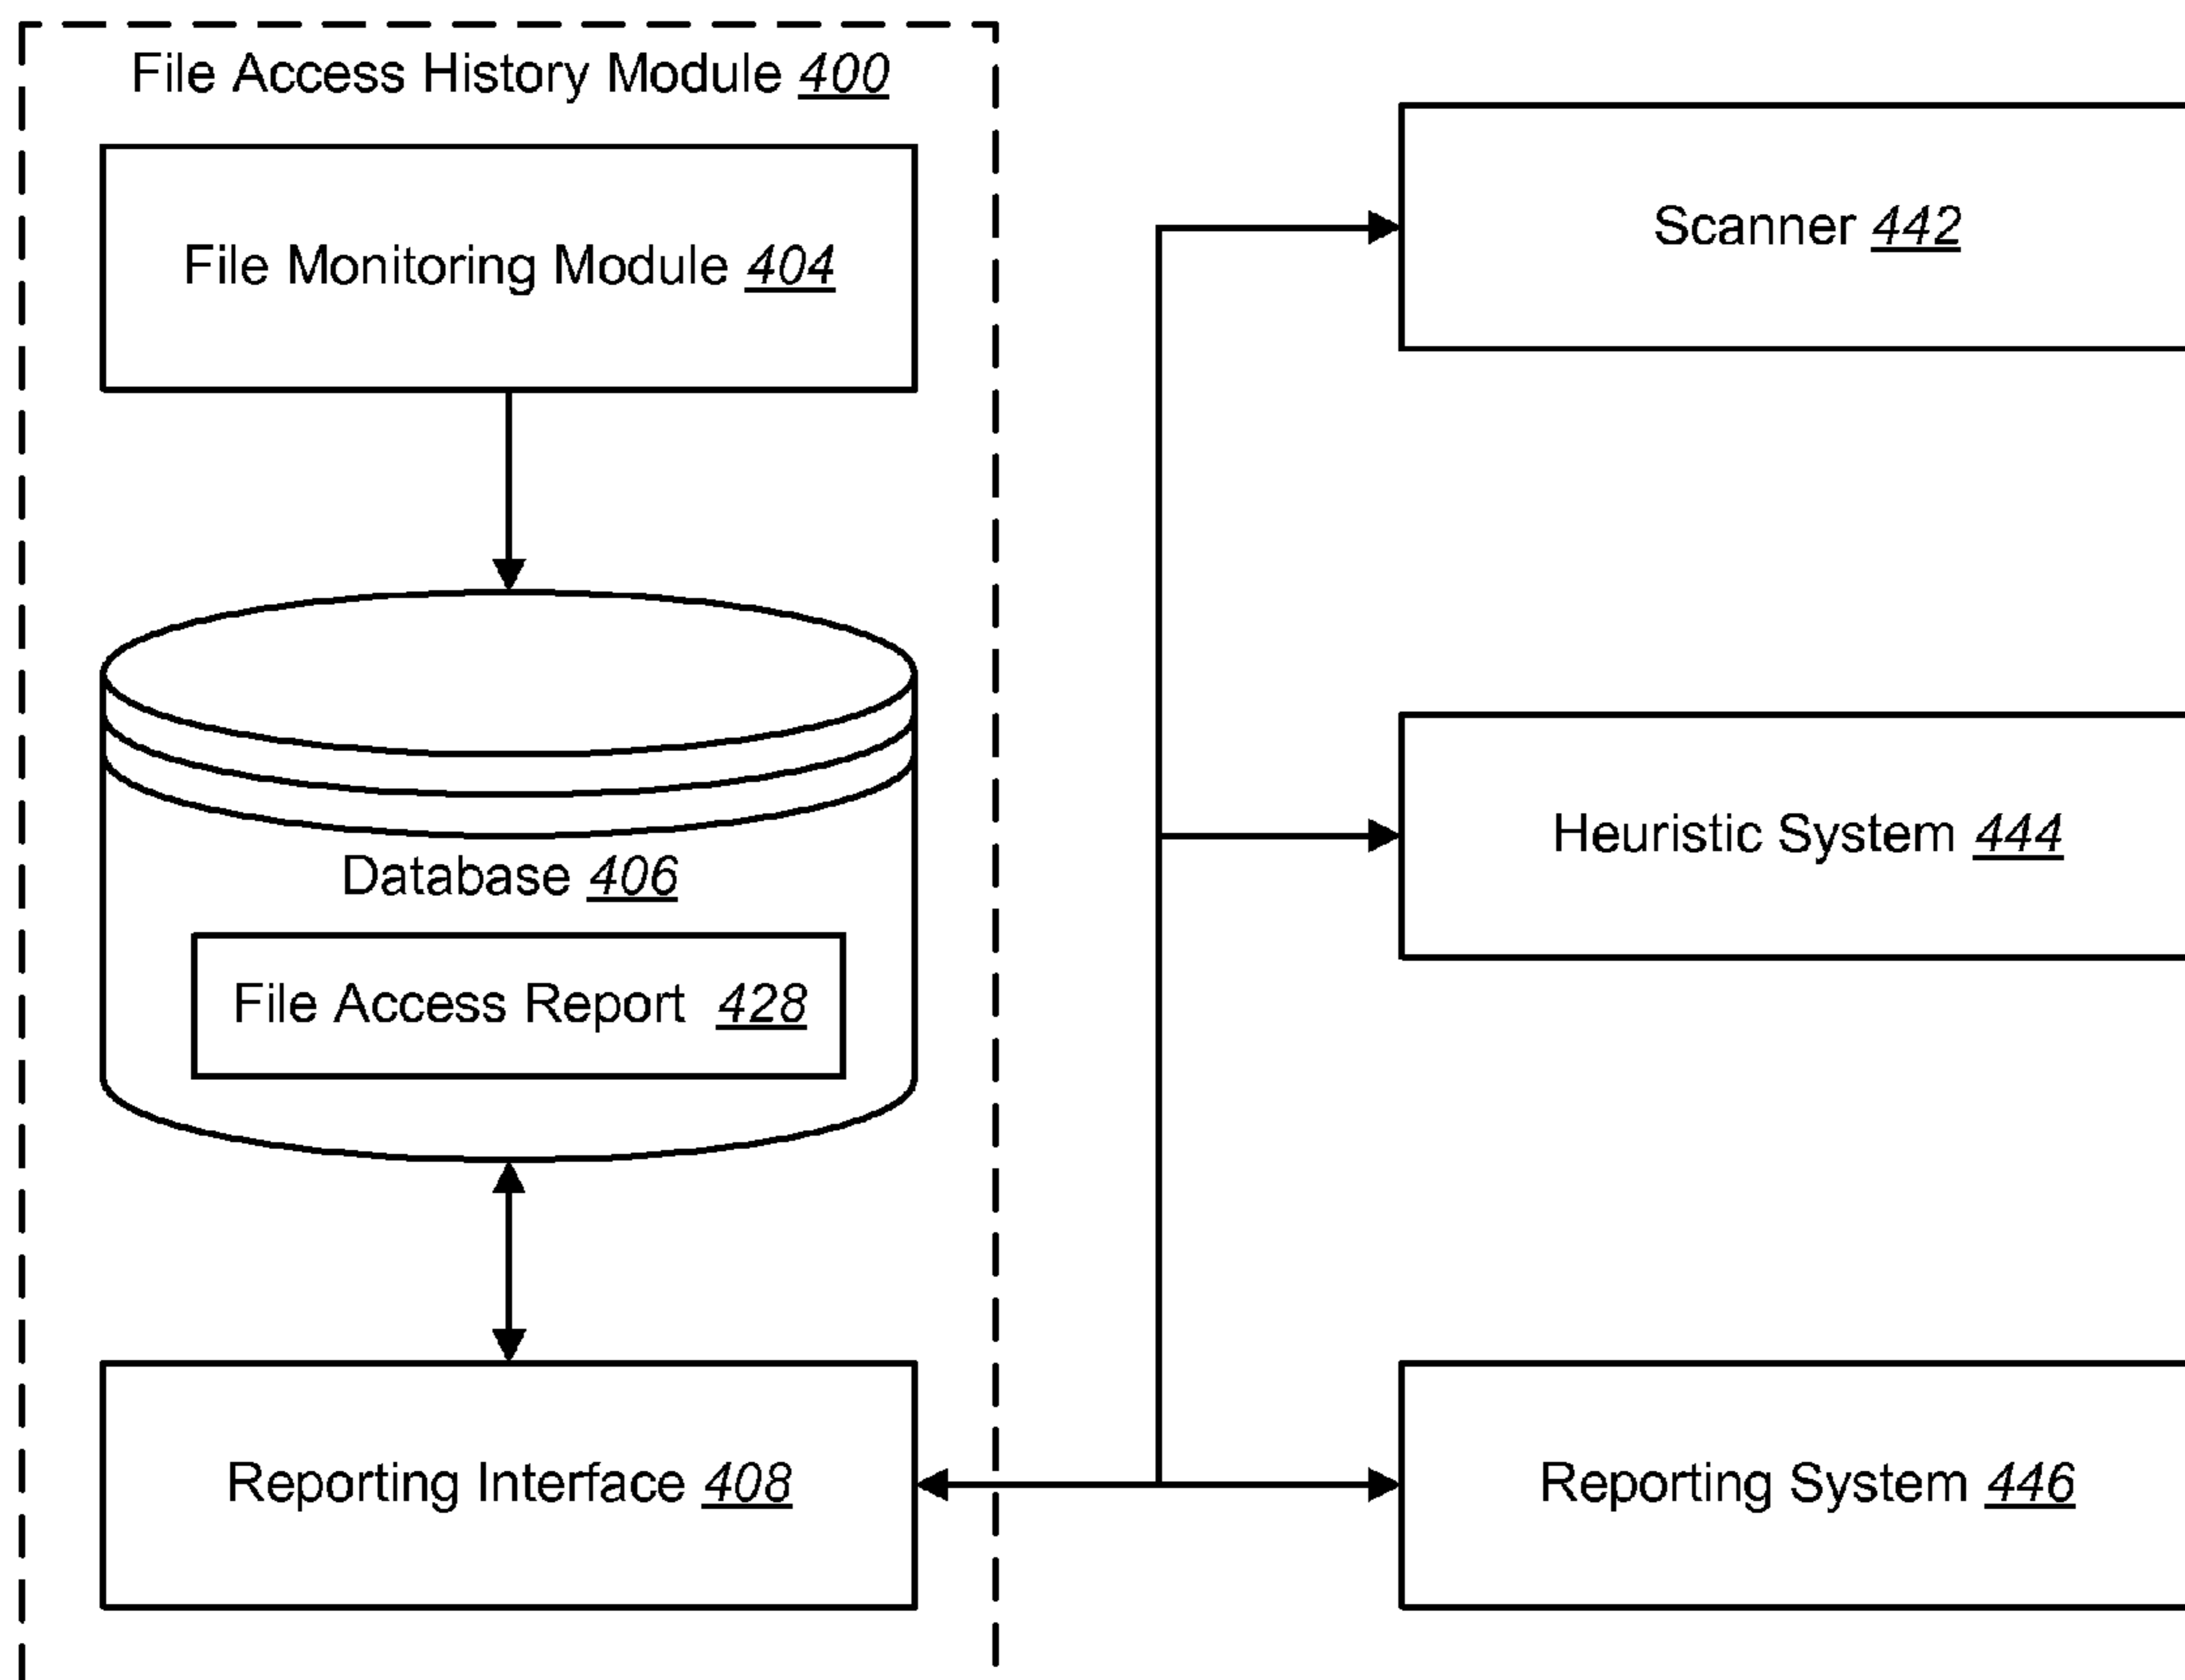 File Access History Module 400
File Monitoring Module 404
Database 406
File Access Report 428
Reporting Interface 408
Scanner 442
Heuristic System 444
Reporting System 446